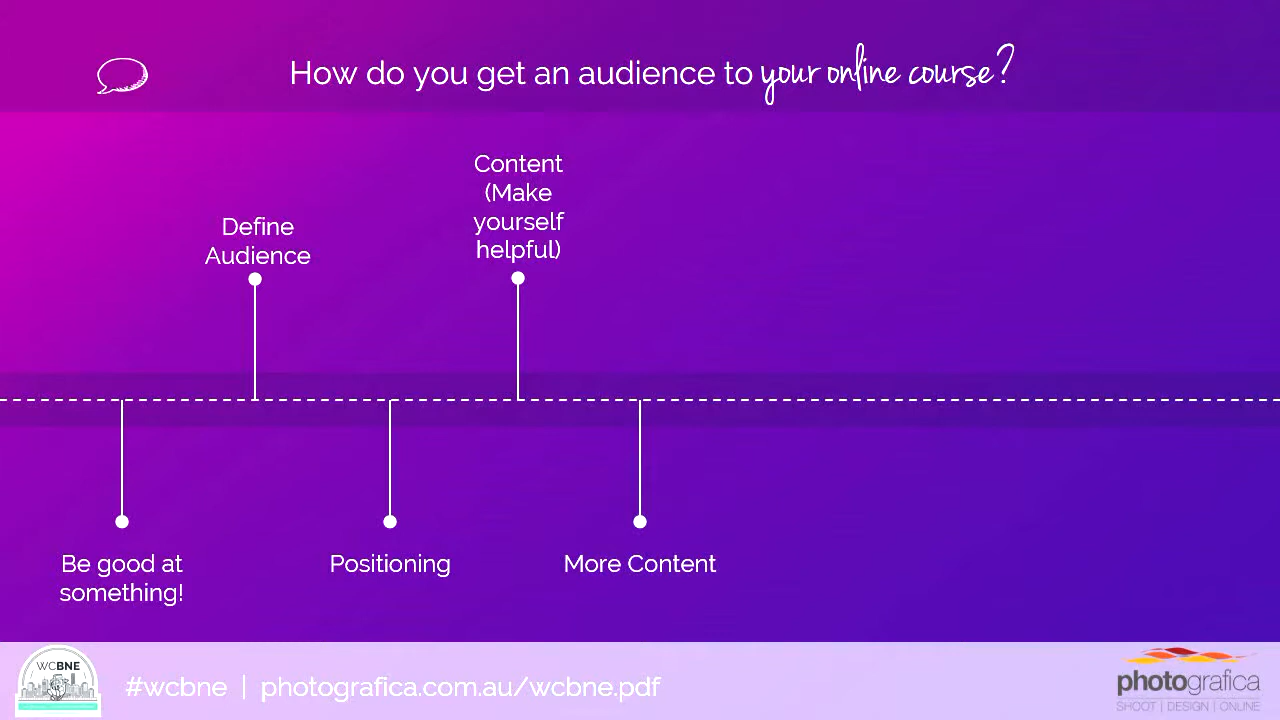 How do you get an audience to your online course?
Content
(Make
yourself
helpful)
Define
Audience
Be good at
something!
Positioning
More Content
WCBNE
#wcbne | photografica.com.au/wcbne.pdf
photografica
SHOOT | DESIGN | ONLINE